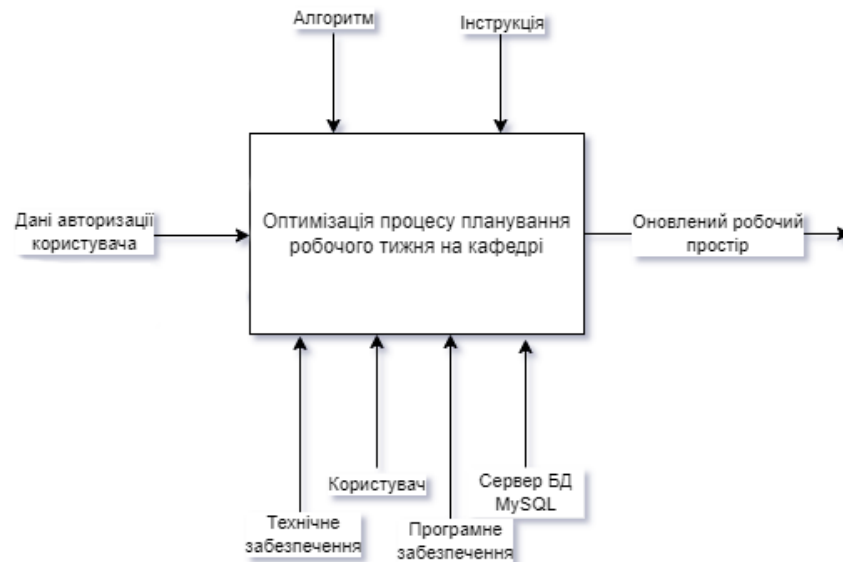 Алгоритм
Інструкція
Дані авторизації
користувача
Оптимізація процесу планування
робочого тижня на кафедрі
Оновлений робочий
простір
Технічне
забезпечення
Користувач
Програмне
забезпечення
Сервер БД
MySQL